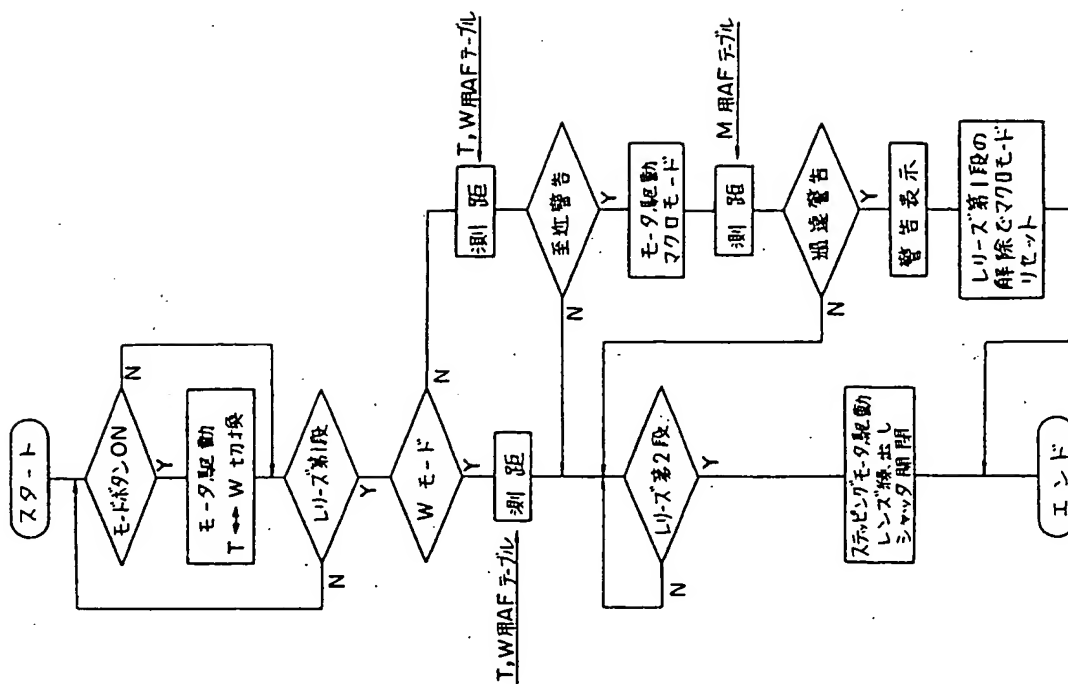 スタート
モードボタンON
N
Y
モータ駆動
T ↔ W 切換
レリーズ第1段
N
Y
W モード
N
Y
T, W用AFテーブル
測距
T, W用AFテーブル
測距
至近警告
N
Y
モータ駆動
マクロモード
M用AFテーブル
測距
過遠警告
N
Y
警告表示
レリーズ第1段の
解除でマクロモード
リセット
レリーズ第2段
N
Y
ステッピングモータ駆動
レンズ繰出し
シャッタ開閉
エンド